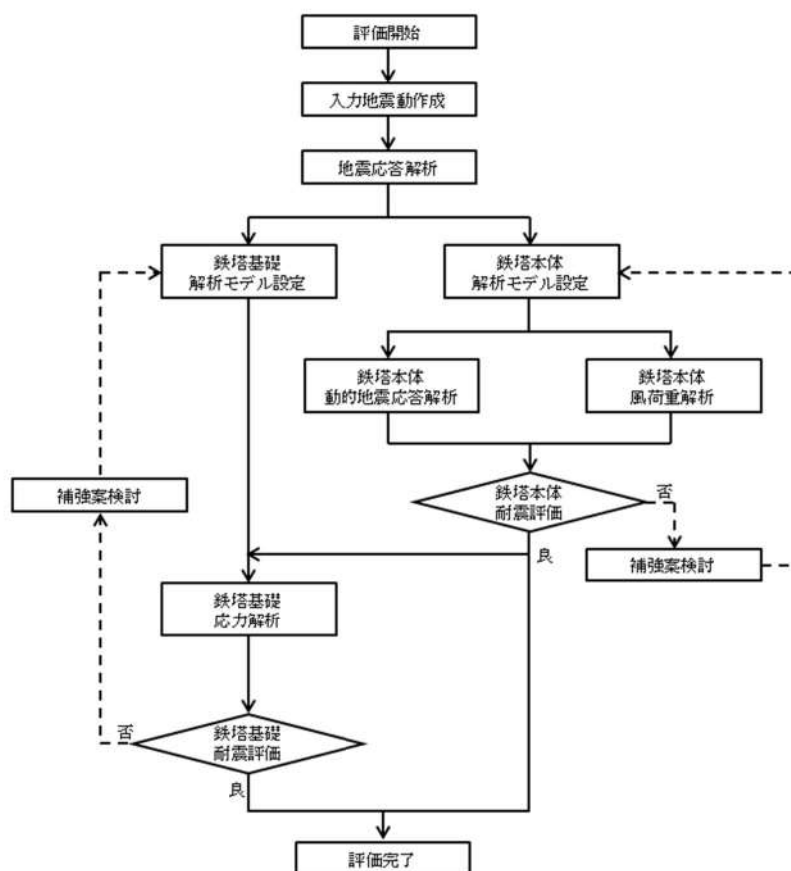 評価開始
入力地震動作成
地震応答解析
鉄塔基礎
解析モデル設定
鉄塔本体
解析モデル設定
鉄塔本体
動的地震応答解析
鉄塔本体
風荷重解析
鉄塔本体
耐震評価
否
良
補強案検討
補強案検討
鉄塔基礎
応力解析
鉄塔基礎
耐震評価
否
良
評価完了